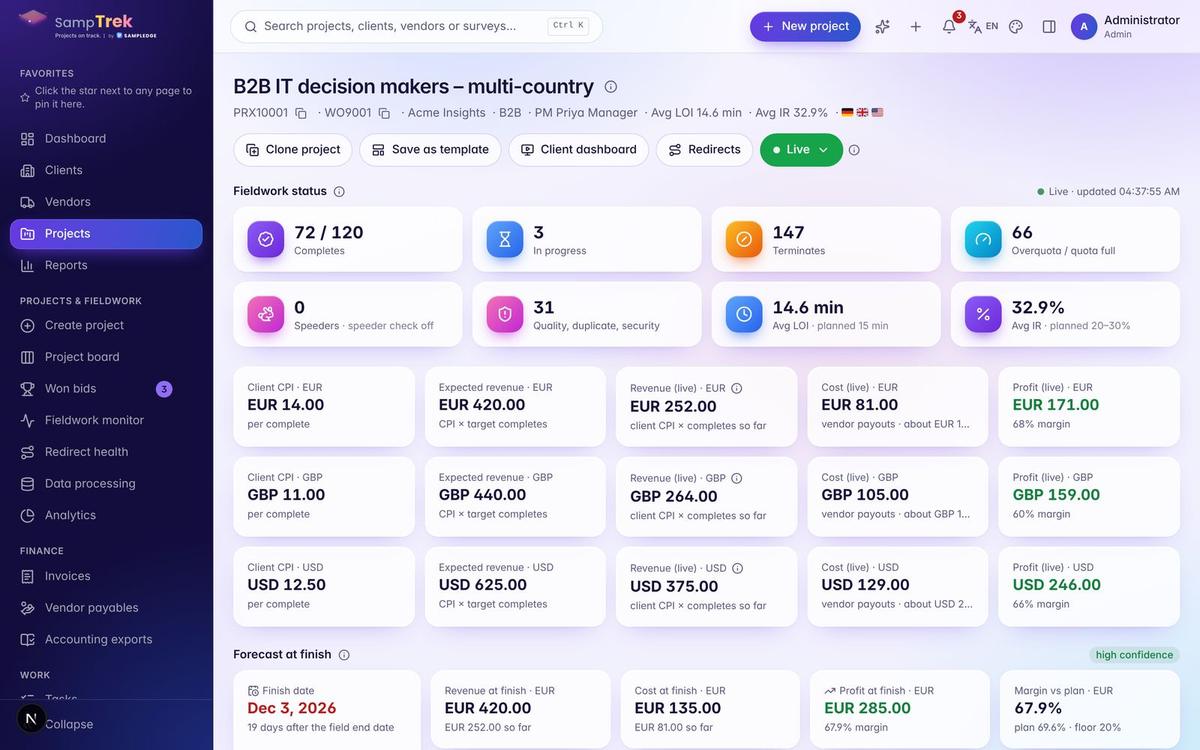 SampTrek
Projects on track. | by SAMPLEDGE
Search projects, clients, vendors or surveys...
Ctrl K
New project
3
EN
A
Administrator
Admin
FAVORITES
Click the star next to any page to
pin it here.
Dashboard
Clients
Vendors
Projects
Reports
PROJECTS & FIELDWORK
Create project
Project board
Won bids
3
Fieldwork monitor
Redirect health
Data processing
Analytics
FINANCE
Invoices
Vendor payables
Accounting exports
WORK
Tasks
N
Collapse
B2B IT decision makers – multi-country
PRX10001 · WO9001 · Acme Insights · B2B · PM Priya Manager · Avg LOI 14.6 min · Avg IR 32.9% ·
Clone project
Save as template
Client dashboard
Redirects
Live
Fieldwork status
Live · updated 04:37:55 AM
72 / 120
Completes
3
In progress
147
Terminates
66
Overquota / quota full
0
Speeders · speeder check off
31
Quality, duplicate, security
14.6 min
Avg LOI · planned 15 min
32.9%
Avg IR · planned 20–30%
Client CPI · EUR
EUR 14.00
per complete
Expected revenue · EUR
EUR 420.00
CPI × target completes
Revenue (live) · EUR
EUR 252.00
client CPI × completes so far
Cost (live) · EUR
EUR 81.00
vendor payouts · about EUR 1...
Profit (live) · EUR
EUR 171.00
68% margin
Client CPI · GBP
GBP 11.00
per complete
Expected revenue · GBP
GBP 440.00
CPI × target completes
Revenue (live) · GBP
GBP 264.00
client CPI × completes so far
Cost (live) · GBP
GBP 105.00
vendor payouts · about GBP 1...
Profit (live) · GBP
GBP 159.00
60% margin
Client CPI · USD
USD 12.50
per complete
Expected revenue · USD
USD 625.00
CPI × target completes
Revenue (live) · USD
USD 375.00
client CPI × completes so far
Cost (live) · USD
USD 129.00
vendor payouts · about USD 2...
Profit (live) · USD
USD 246.00
66% margin
Forecast at finish
high confidence
Finish date
Dec 3, 2026
19 days after the field end date
Revenue at finish · EUR
EUR 420.00
EUR 252.00 so far
Cost at finish · EUR
EUR 135.00
EUR 81.00 so far
Profit at finish · EUR
EUR 285.00
67.9% margin
Margin vs plan · EUR
67.9%
plan 69.6% · floor 20%